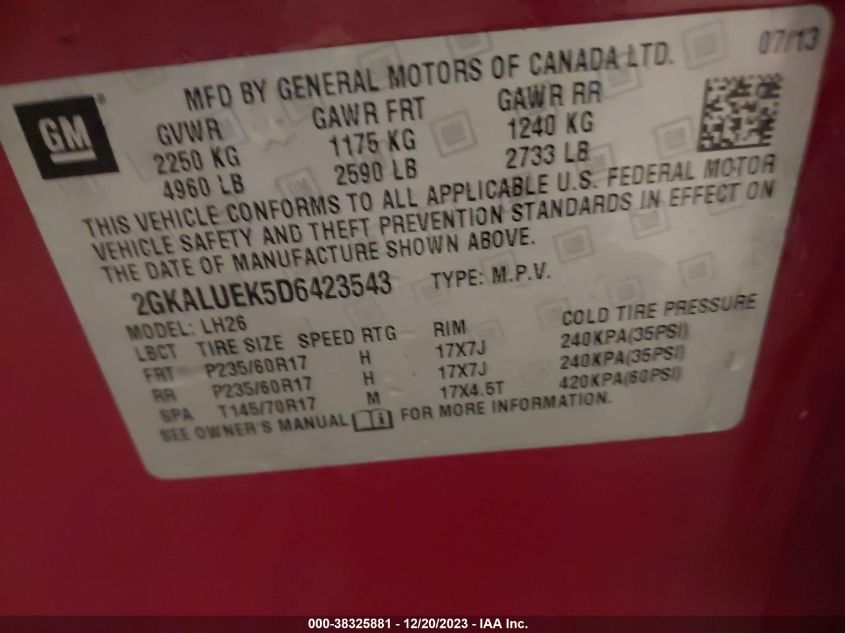 GM
®
MFD BY GENERAL MOTORS OF CANADA LTD. 07/13
GVWR GAWR FRT GAWR RR
2250 KG 1175 KG 1240 KG
4960 LB 2590 LB 2733 LB
THIS VEHICLE CONFORMS TO ALL APPLICABLE U.S. FEDERAL MOTOR
VEHICLE SAFETY AND THEFT PREVENTION STANDARDS IN EFFECT ON
THE DATE OF MANUFACTURE SHOWN ABOVE.
2GKALUEK5D6423543 TYPE: M.P.V.
MODEL: LH26
LBCT TIRE SIZE SPEED RTG RIM COLD TIRE PRESSURE
FRT P235/60R17 H 17X7J 240KPA(35PSI)
RR P235/60R17 H 17X7J 240KPA(35PSI)
SPA T145/70R17 M 17X4.5T 420KPA(60PSI)
SEE OWNER'S MANUAL FOR MORE INFORMATION.
000-38325881 - 12/20/2023 - IAA Inc.